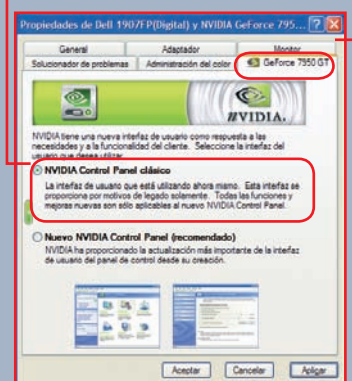 Propiedades de Dell 1907FP(Digital) y NVIDIA GeForce 795...
General
Adaptador
Monitor
Solucionador de problemas
Administración del color
GeForce 7950 GT
NVIDIA.
NVIDIA tiene una nueva interfaz de usuario como respuesta a las
necesidades y a la funcionalidad del cliente. Seleccione la interfaz del
usuario que desea utilizar.
NVIDIA Control Panel clásico
La interfaz de usuario que está utilizando ahora mismo. Esta interfaz se
proporciona por motivos de legado solamente. Todas las funciones y
mejoras nuevas son sólo aplicables al nuevo NVIDIA Control Panel.
Nuevo NVIDIA Control Panel (recomendado)
NVIDIA ha proporcionado la actualización más importante de la interfaz
de usuario del panel de control desde su creación.
Aceptar
Cancelar
Aplicar